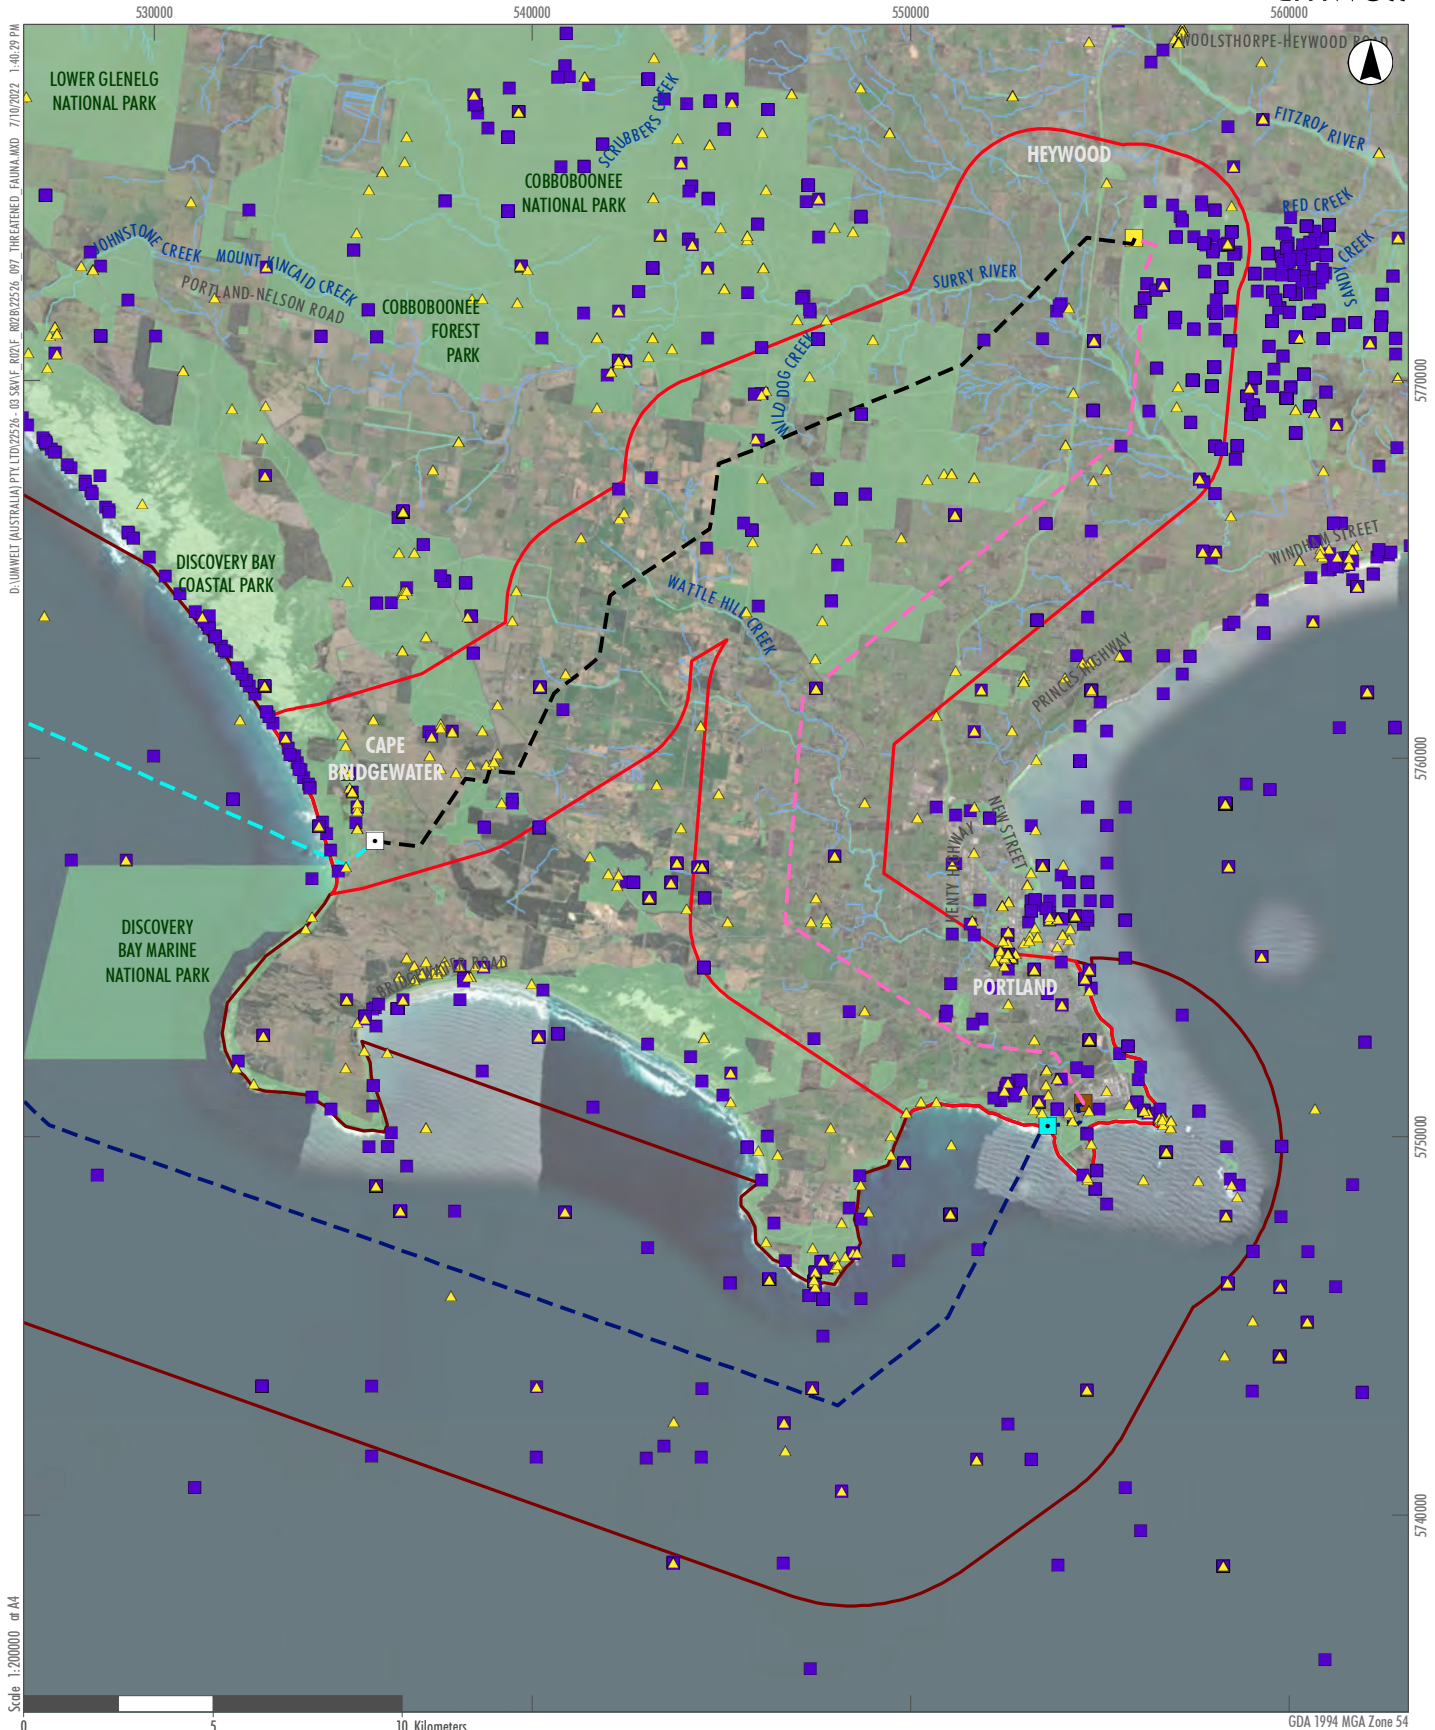 530000
540000
550000
560000
WOOLSTHORPE-HEYWOOD ROAD
LOWER GLENELG
NATIONAL PARK
SCRUBBERS CREEK
FITZROY RIVER
HEYWOOD
COBBOBOONEE
NATIONAL PARK
RED CREEK
JOHNSTONE CREEK
MOUNT KINCAID CREEK
SANDY CREEK
PORTLAND-NELSON ROAD
SURRY RIVER
COBBOBOONEE
FOREST
PARK
WILD DOG CREEK
5770000
DISCOVERY BAY
COASTAL PARK
WINDHAM STREET
WATTLE HILL CREEK
PRINCES HIGHWAY
CAPE
BRIDGEWATER
5760000
NEW STREET
HENTY HIGHWAY
DISCOVERY
BAY MARINE
NATIONAL PARK
BRIDGEWATER ROAD
PORTLAND
5750000
5740000
D:\UMWELT (AUSTRALIA) PTY. LTD\22526 - 03 S&V\F_R02\F_R02B\22526_097_THREATENED_FAUNA.MXD 7/10/2022 1:40:29 PM
Scale 1:200000 at A4
0
5
10 Kilometers
GDA 1994 MGA Zone 54